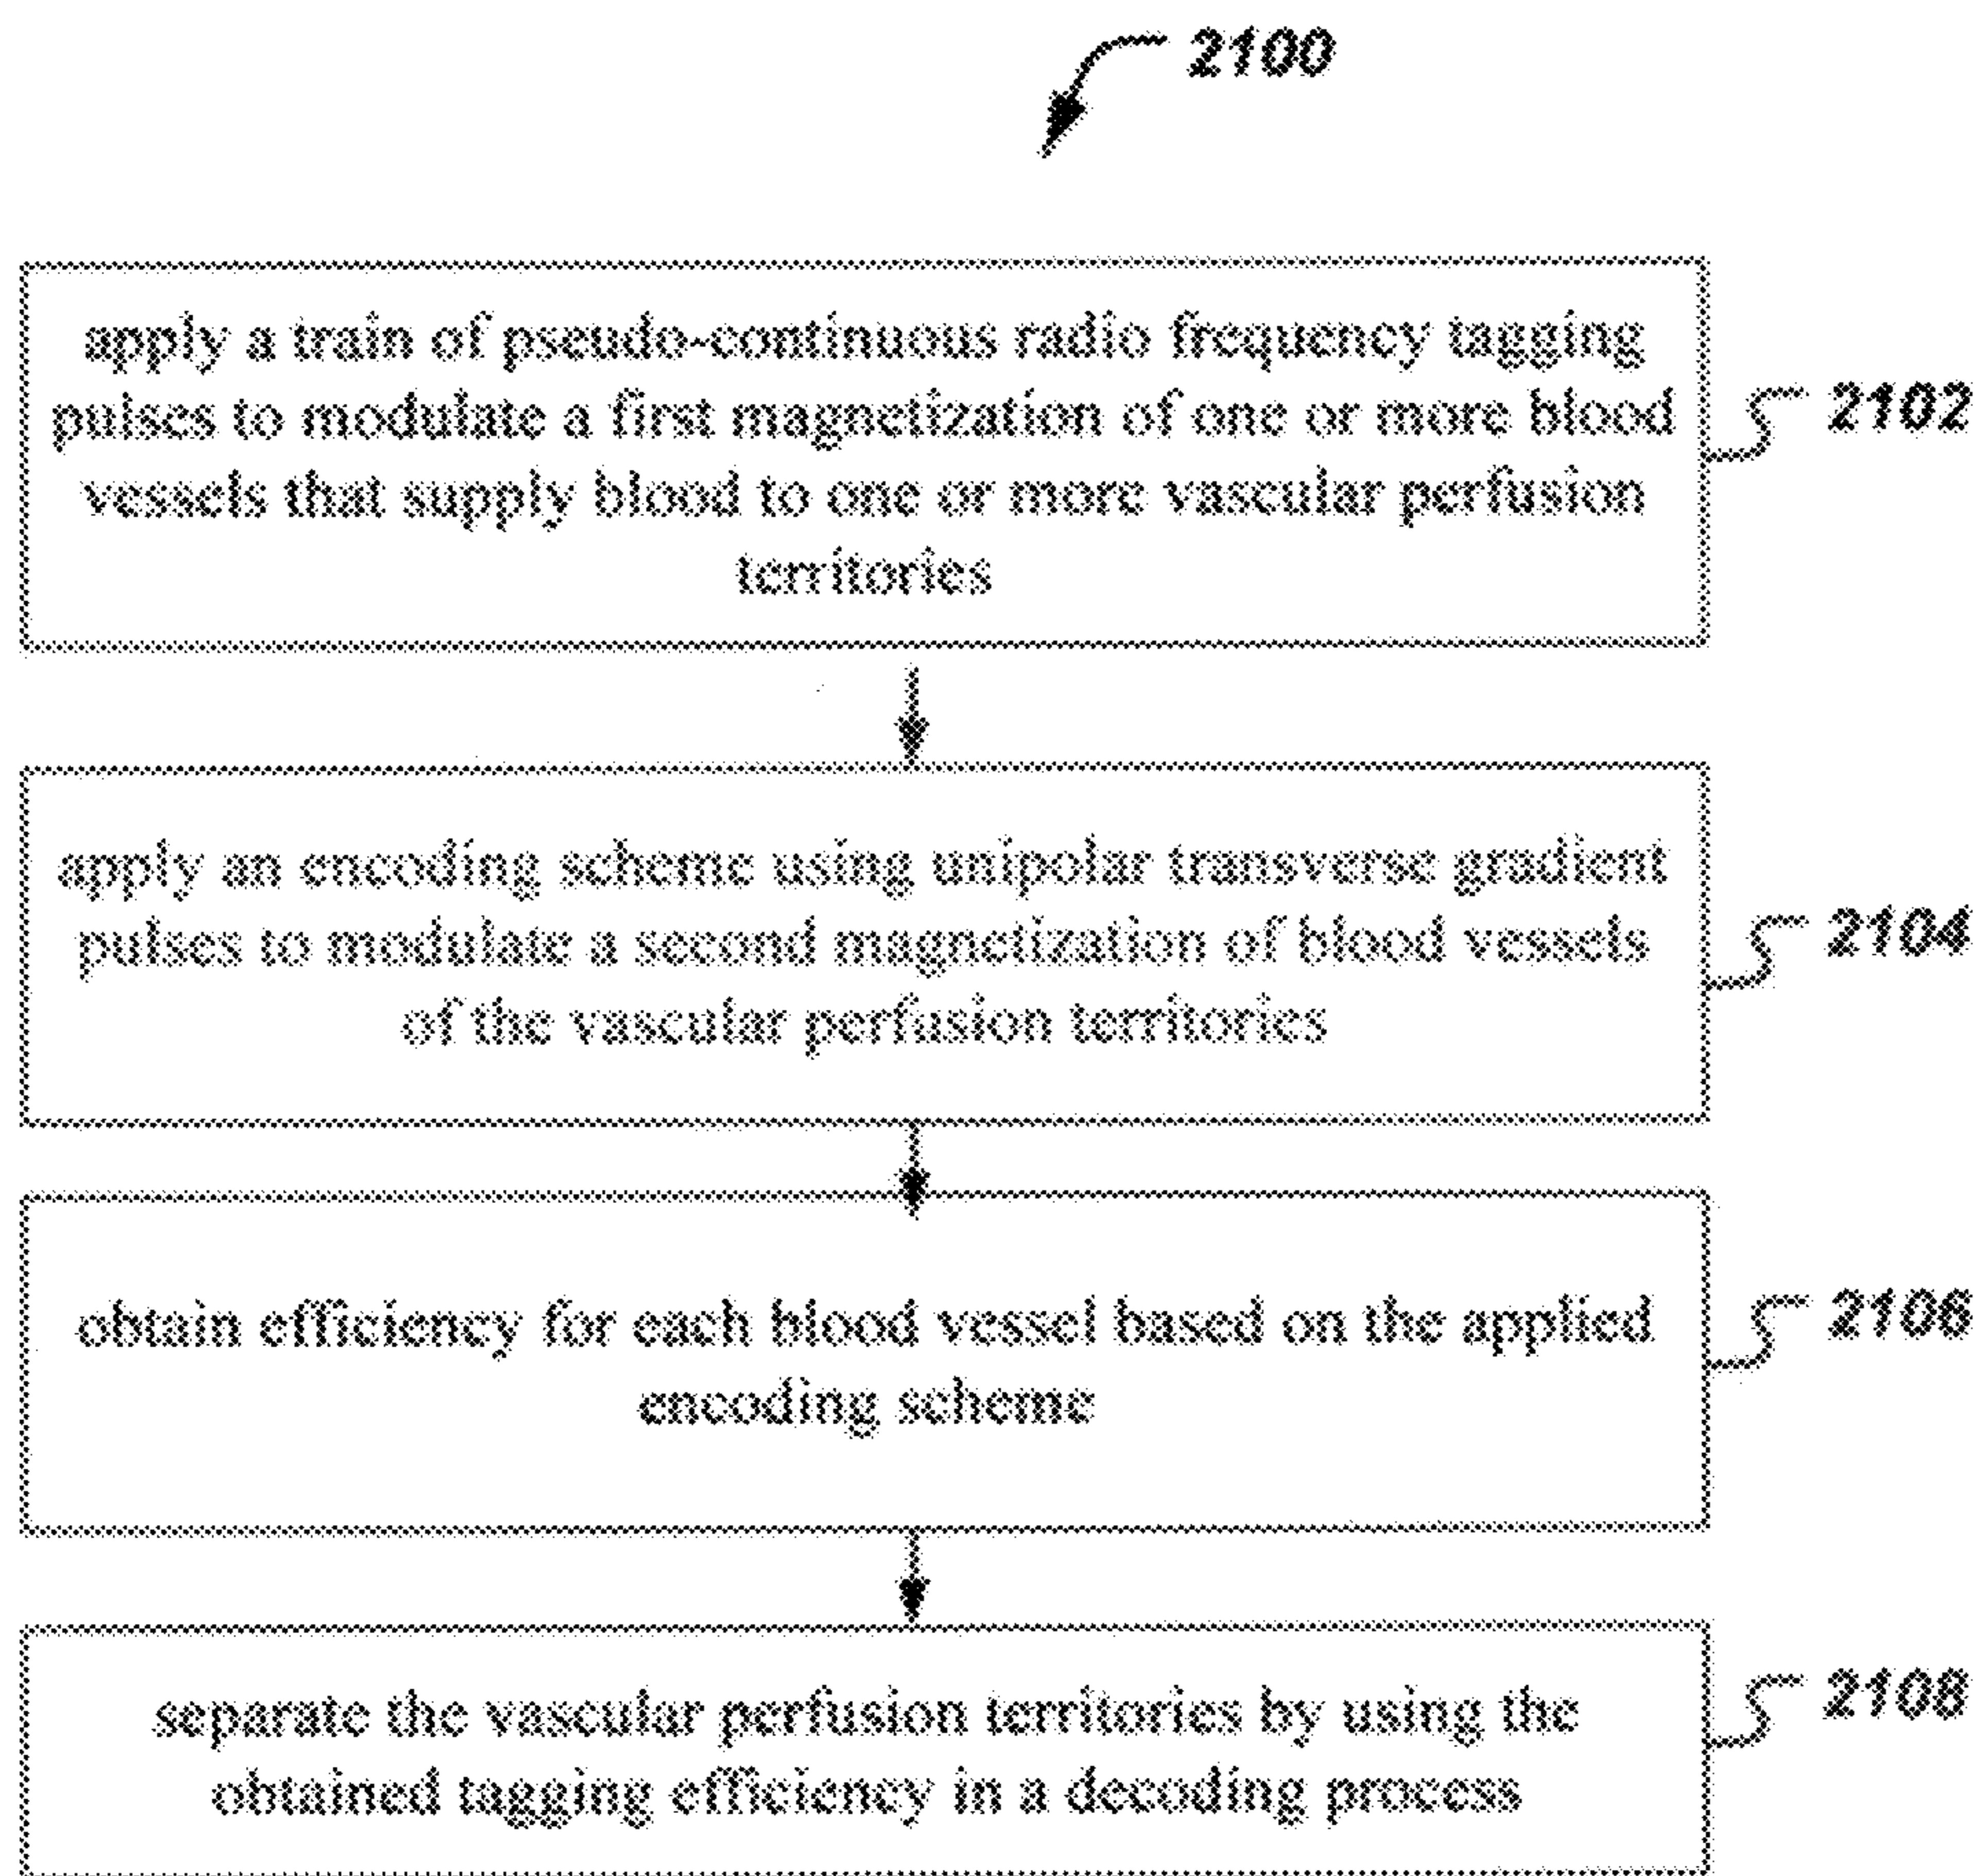 2100
apply a train of pseudo-continuous radio frequency tagging
pulses to modulate a first magnetization of one or more blood
vessels that supply blood to one or more vascular perfusion
territories
2102
apply an encoding scheme using unipolar transverse gradient
pulses to modulate a second magnetization of blood vessels
of the vascular perfusion territories
2104
obtain efficiency for each blood vessel based on the applied
encoding scheme
2106
separate the vascular perfusion territories by using the
obtained tagging efficiency in a decoding process
2108